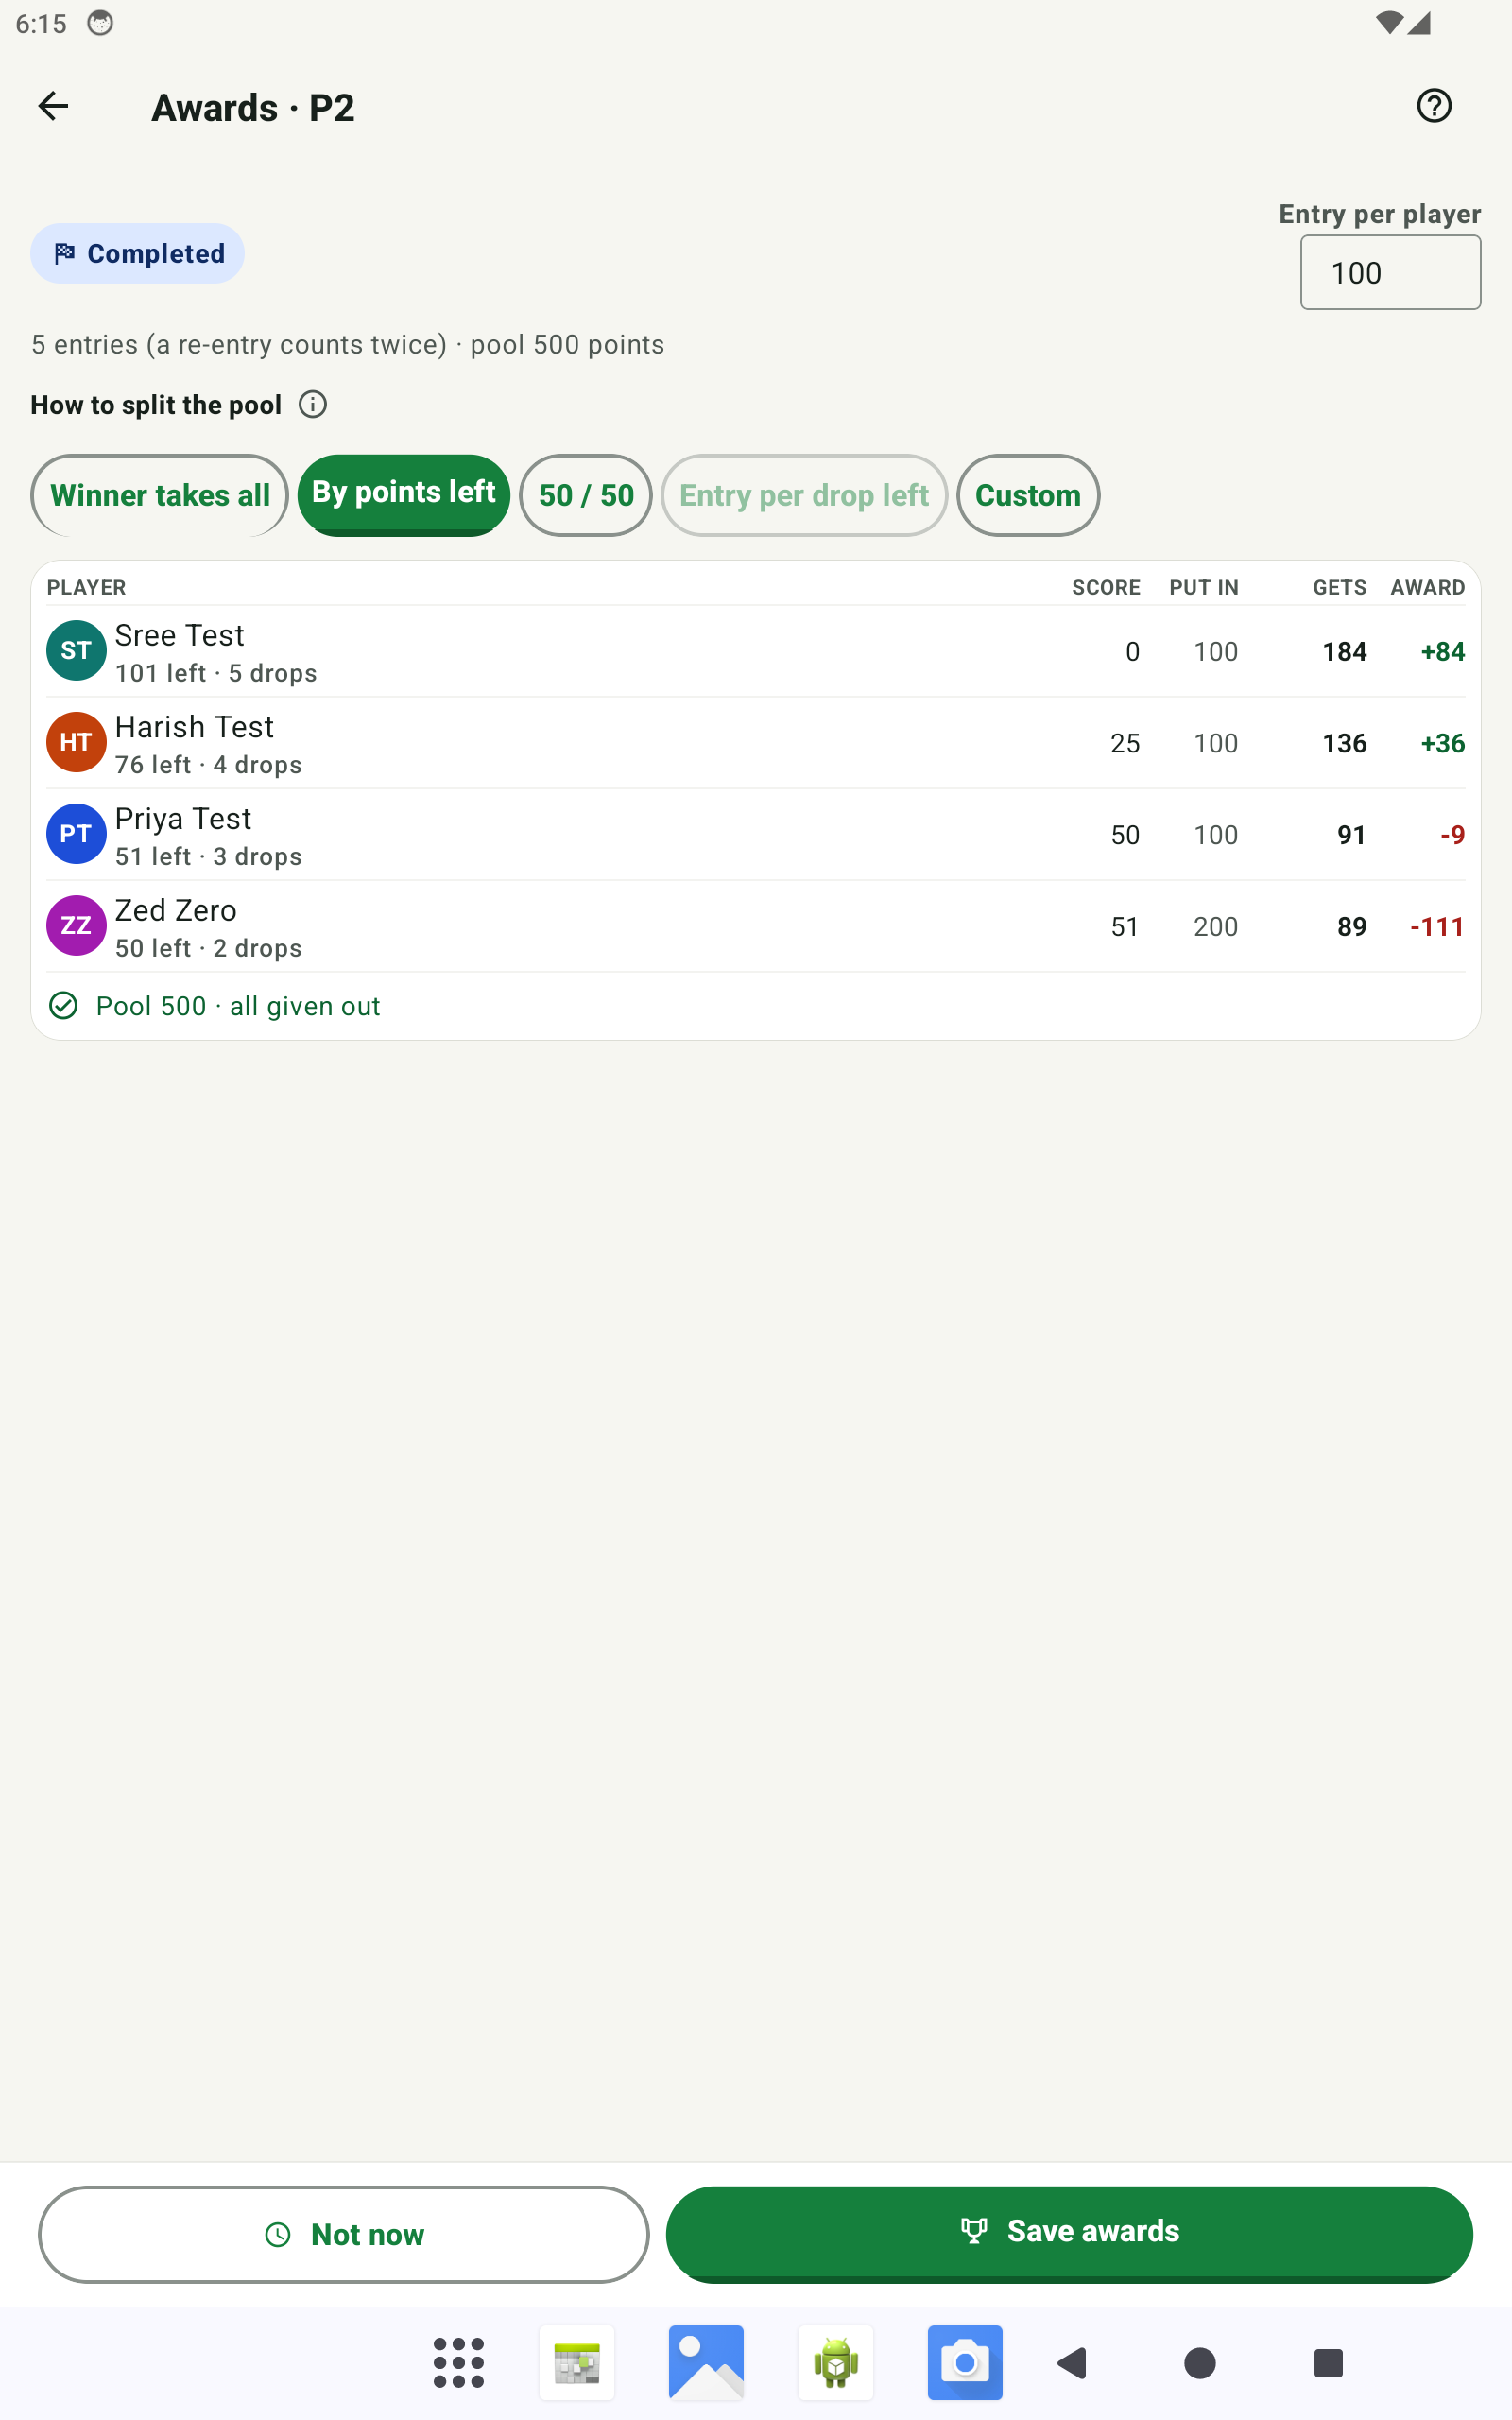 6:15
Awards · P2
Entry per player
Completed
100
5 entries (a re-entry counts twice) · pool 500 points
How to split the pool
Winner takes all By points left 50 / 50 Entry per drop left Custom
PLAYER SCORE PUT IN GETS AWARD
ST Sree Test 0 100 184 +84
101 left · 5 drops
HT Harish Test 25 100 136 +36
76 left · 4 drops
PT Priya Test 50 100 91 -9
51 left · 3 drops
ZZ Zed Zero 51 200 89 -111
50 left · 2 drops
Pool 500 · all given out
Not now Save awards